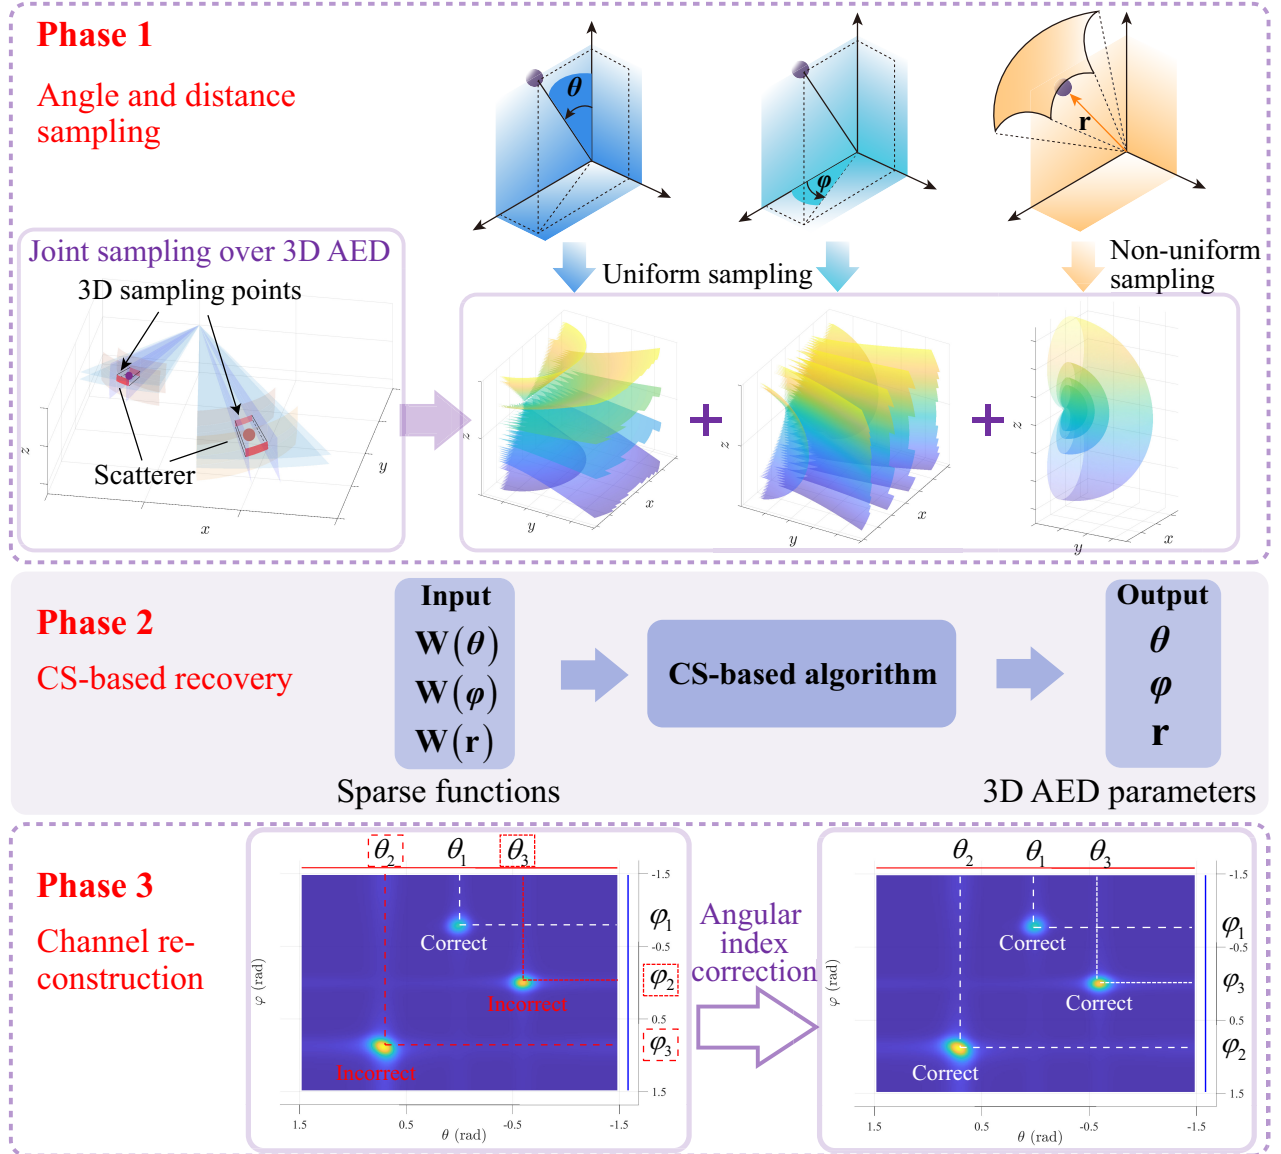 Phase 1
Angle and distance
sampling
θ
φ
r
Uniform sampling
Non-uniform
sampling
Joint sampling over 3D AED
3D sampling points
Scatterer
z
x
y
z
y
x
+
z
y
x
+
z
y
x
Phase 2
CS-based recovery
Input
W(θ)
W(φ)
W(r)
Sparse functions
CS-based algorithm
Output
θ
φ
r
3D AED parameters
Phase 3
Channel re-
construction
θ₂ θ₁ θ₃
-1.5
φ₁
-0.5
φ₂
0.5
φ₃
1.5
φ (rad)
Correct
Incorrect
Incorrect
1.5 0.5 -0.5 -1.5
θ (rad)
Angular
index
correction
θ₂ θ₁ θ₃
-1.5
φ₁
-0.5
φ₃
0.5
φ₂
1.5
φ (rad)
Correct
Correct
Correct
1.5 0.5 -0.5 -1.5
θ (rad)